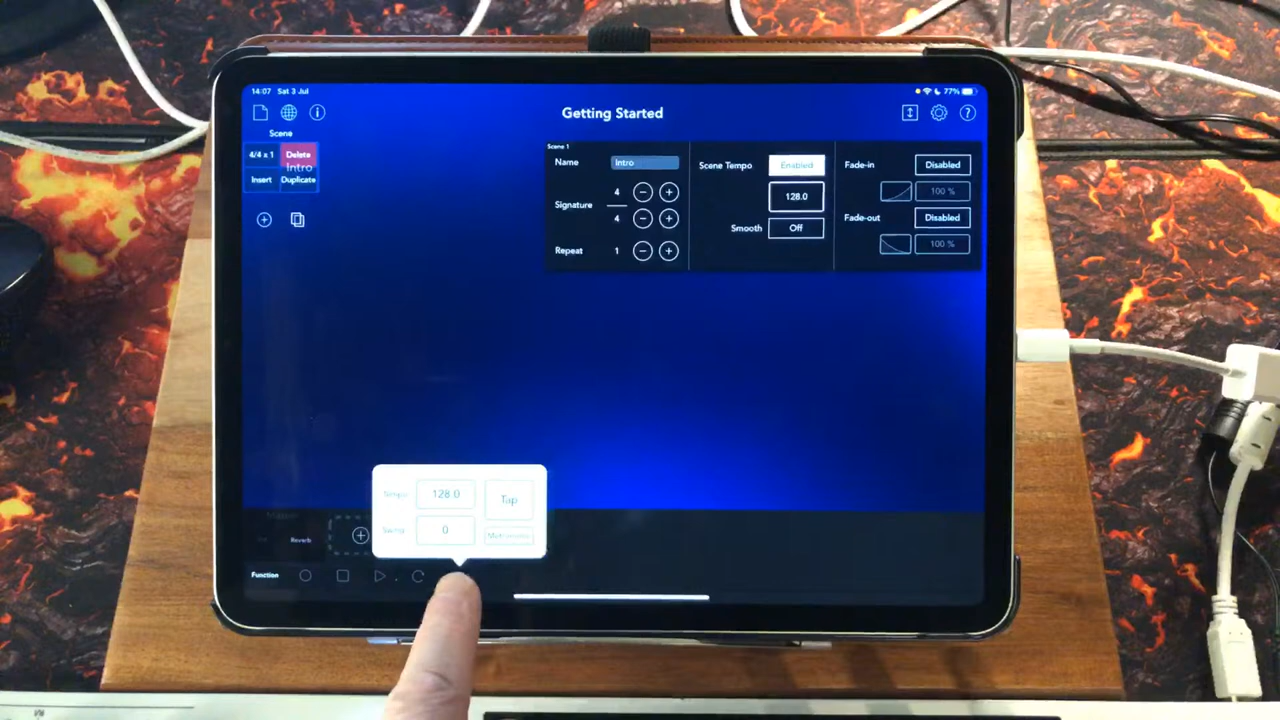 14:07 Sat 3 Jul
77%
Getting Started
Scene
4/4 x 1 Delete
Intro
Insert Duplicate
Scene 1
Name Intro
Signature 4
4
Repeat 1
Scene Tempo Enabled
128.0
Smooth Off
Fade-in Disabled
100 %
Fade-out Disabled
100 %
Tempo 128.0 Tap
Swing 0
Reverb
Function